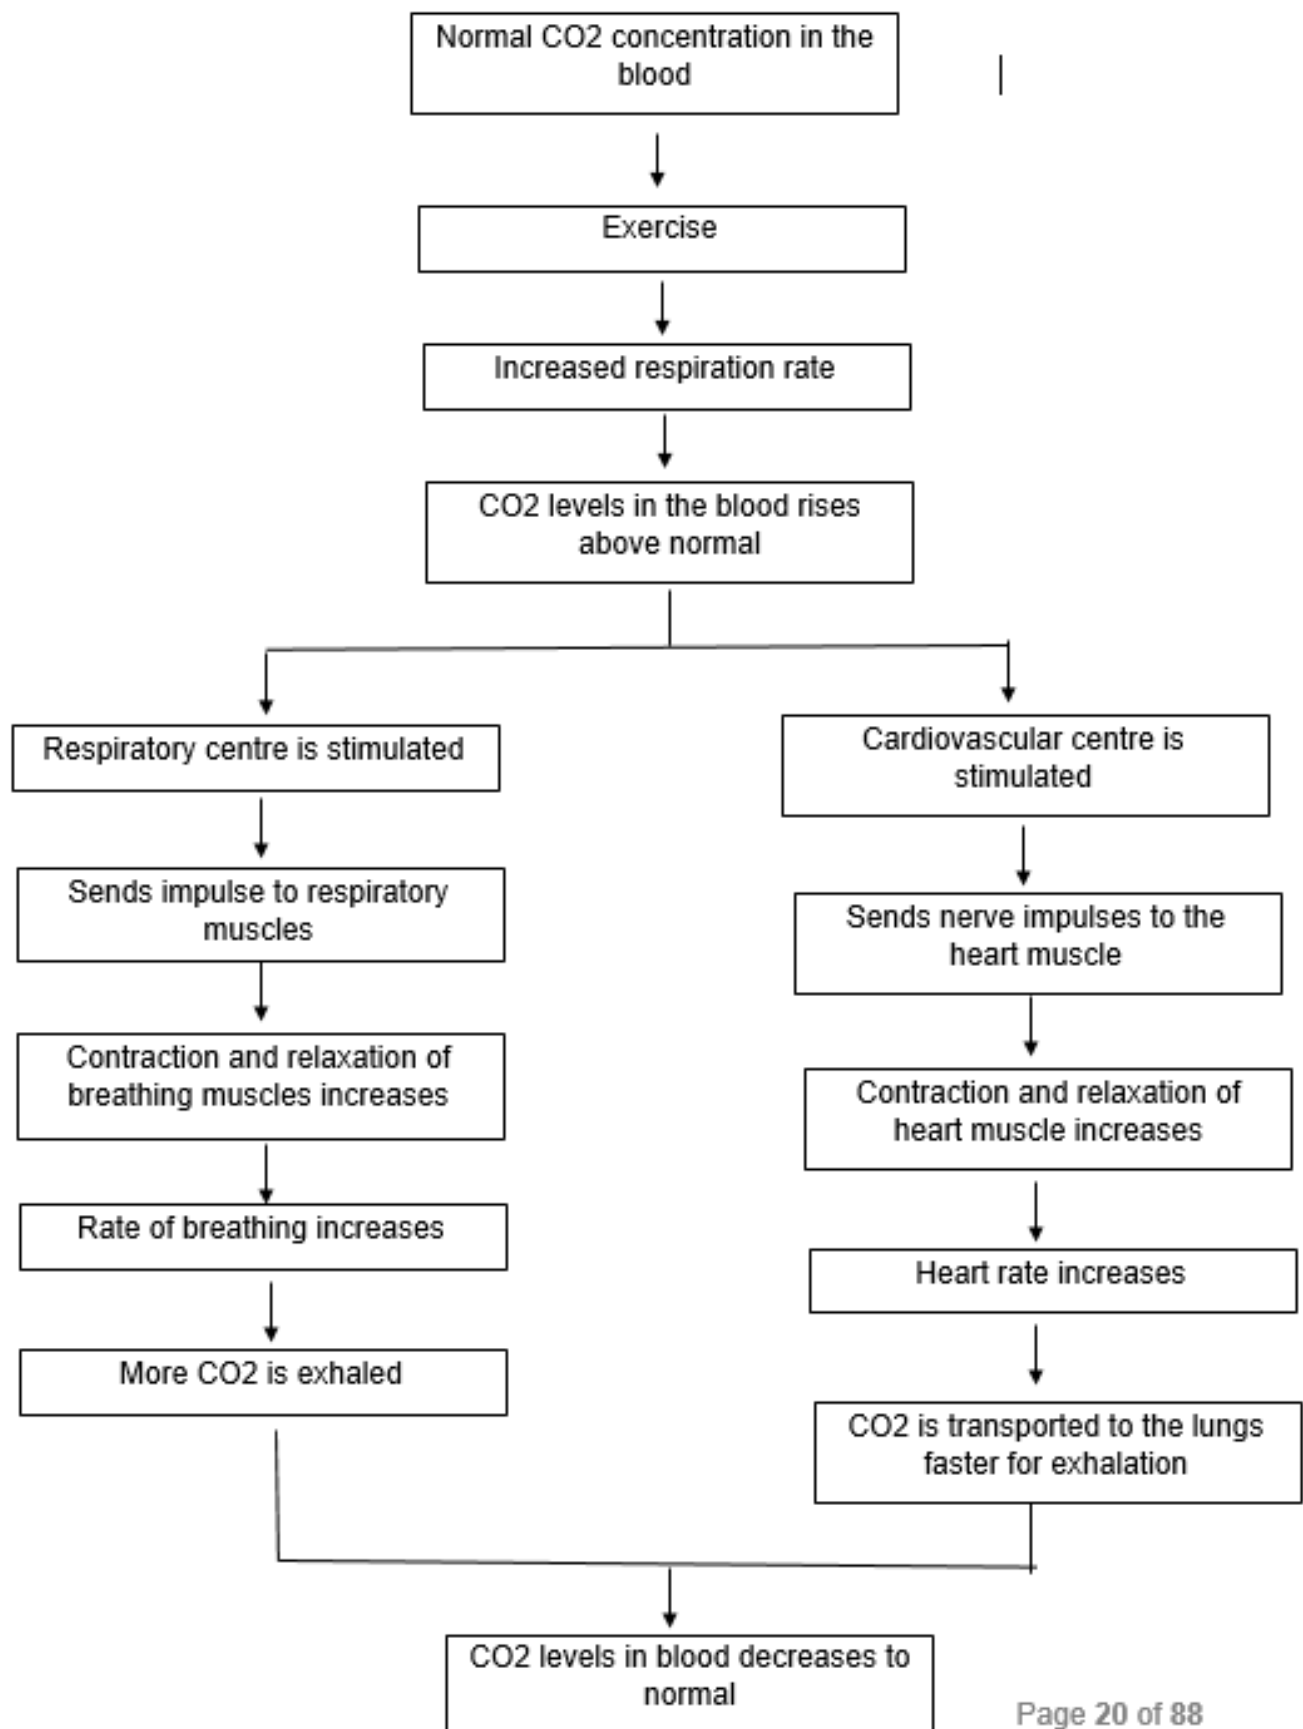 Normal CO2 concentration in the
blood
Exercise
Increased respiration rate
CO2 levels in the blood rises
above normal
Respiratory centre is stimulated
Sends impulse to respiratory
muscles
Contraction and relaxation of
breathing muscles increases
Rate of breathing increases
More CO2 is exhaled
Cardiovascular centre is
stimulated
Sends nerve impulses to the
heart muscle
Contraction and relaxation of
heart muscle increases
Heart rate increases
CO2 is transported to the lungs
faster for exhalation
CO2 levels in blood decreases to
normal
Page 20 of 88